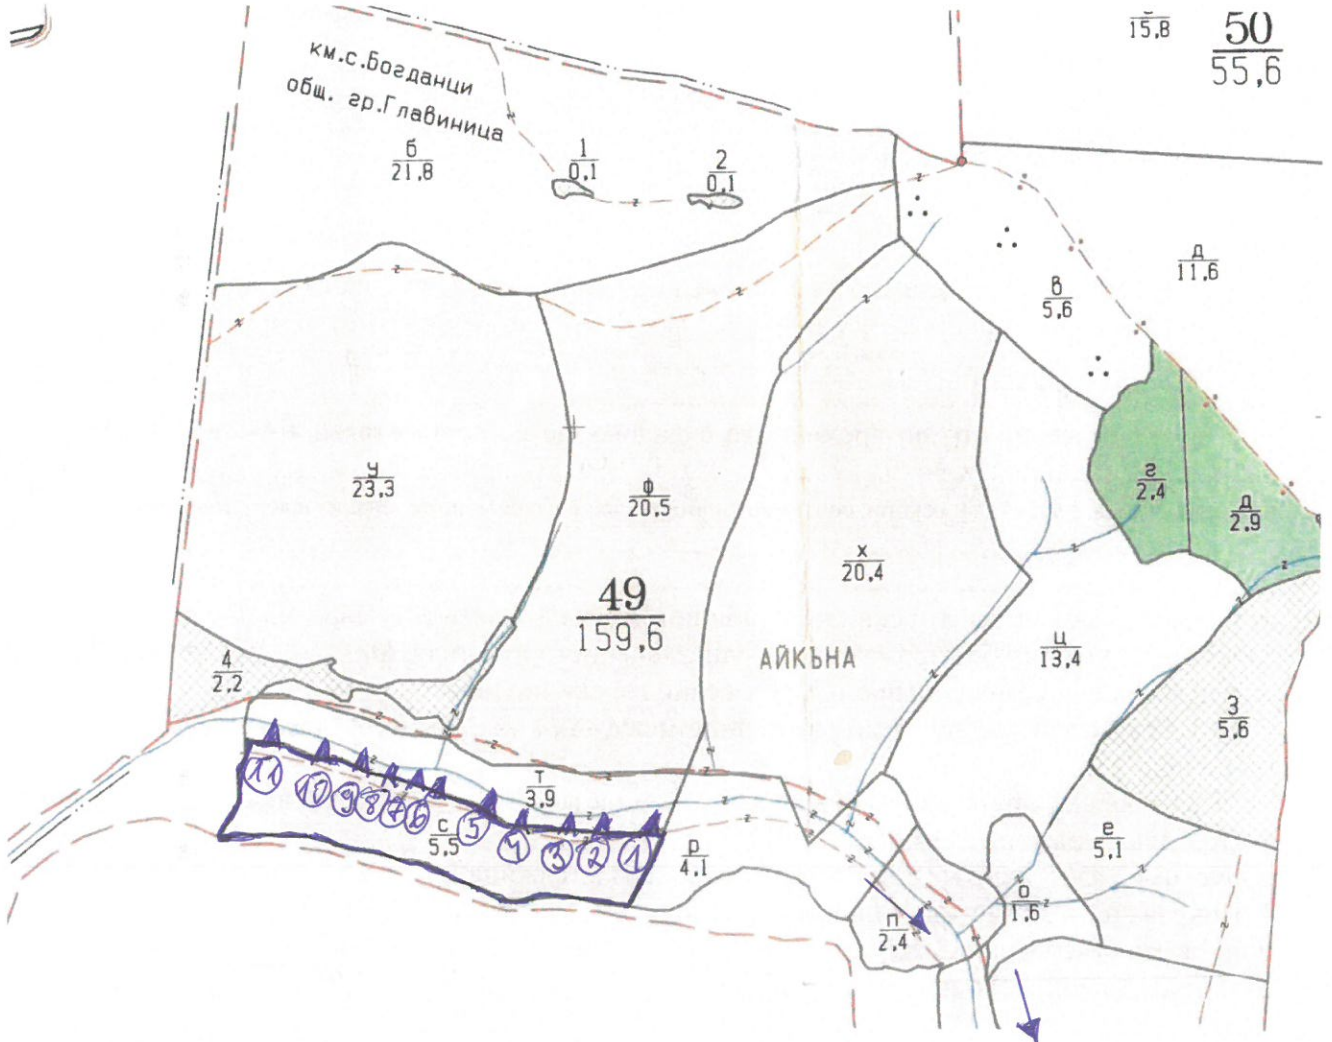 15,8
50
55,6
км.с.Богданци
общ. гр.Главиница
б
21,8
1
0,1
2
0,1
д
11,6
в
5,6
у
23,3
ф
20,5
г
2,4
д
2,9
х
20,4
49
159,6
АЙКЪНА
ц
13,4
4
2,2
3
5,6
т
3,9
11
10
9
8
7
6
5
4
3
2
1
с
5,5
р
4,1
е
5,1
о
1,6
п
2,4